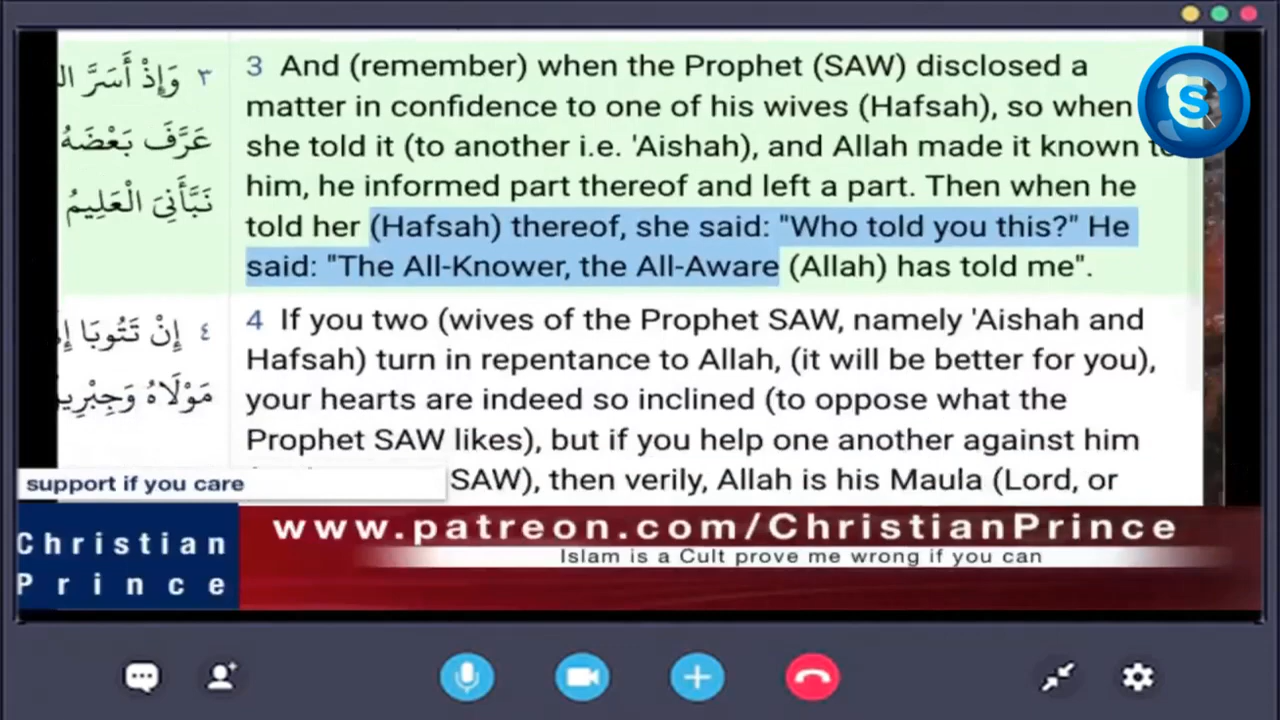 3 And (remember) when the Prophet (SAW) disclosed a
matter in confidence to one of his wives (Hafsah), so when
she told it (to another i.e. 'Aishah), and Allah made it known to
him, he informed part thereof and left a part. Then when he
told her (Hafsah) thereof, she said: "Who told you this?" He
said: "The All-Knower, the All-Aware (Allah) has told me".
٣ وَإِذْ أَسَرَّ
عَرَّفَ بَعْضَهُ
نَبَّأَنِيَ الْعَلِيمُ
4 If you two (wives of the Prophet SAW, namely 'Aishah and
Hafsah) turn in repentance to Allah, (it will be better for you),
your hearts are indeed so inclined (to oppose what the
Prophet SAW likes), but if you help one another against him
SAW), then verily, Allah is his Maula (Lord, or
٤ إِنْ تَتُوبَا
مَوْلَاهُ
support if you care
Christian
Prince
www.patreon.com/ChristianPrince
Islam is a Cult prove me wrong if you can
S